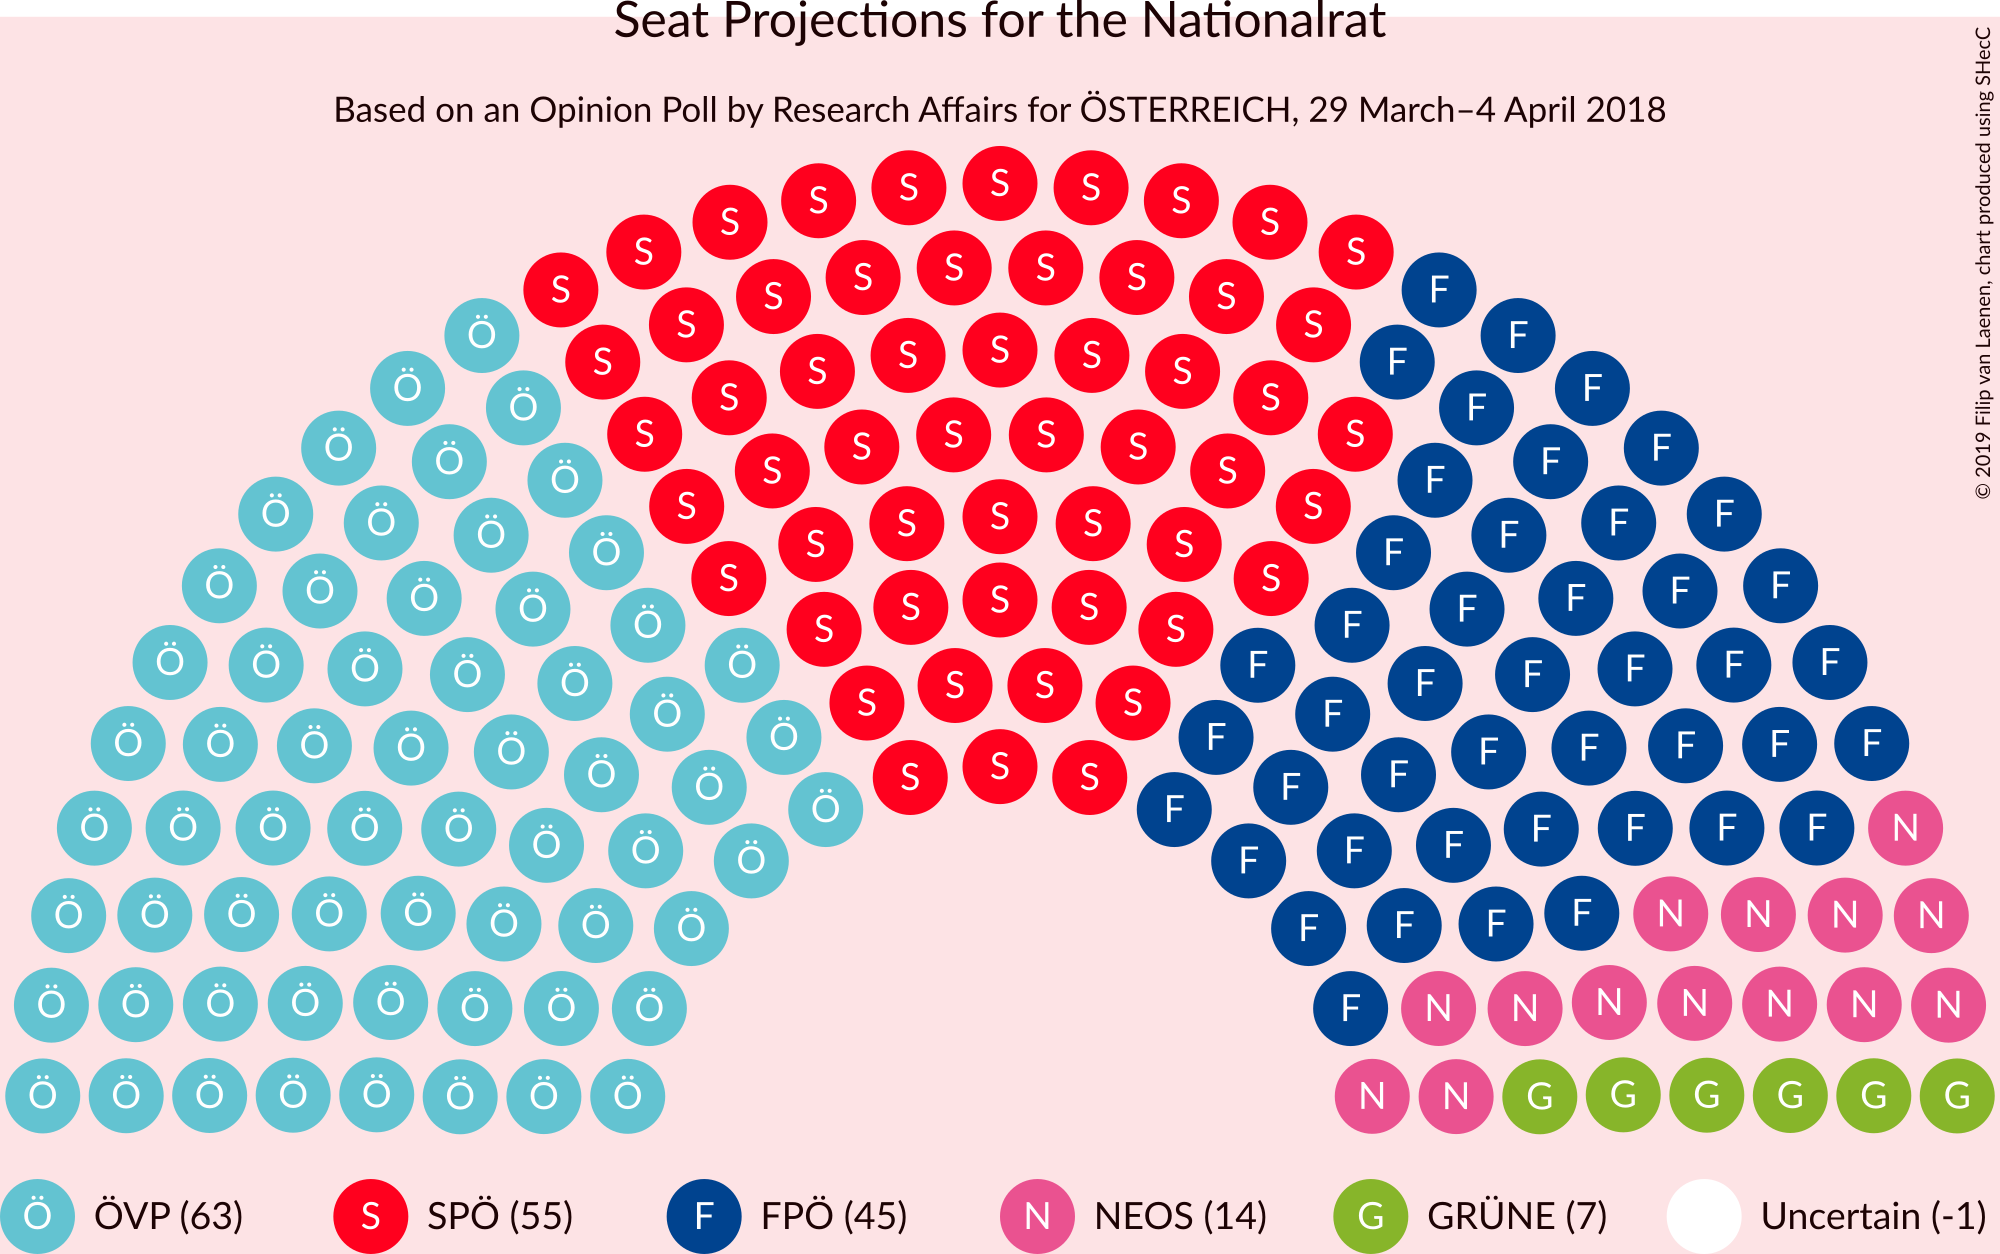 Seat Projections for the Nationalrat
Based on an Opinion Poll by Research Affairs for ÖSTERREICH, 29 March–4 April 2018
© 2019 Filip van Laenen, chart produced using SHecC
S S S S S S S S S S F
Ö S S S S S S S S F F
Ö Ö S S S S S S S S F F F
Ö Ö Ö S S S S S S S S F F F F
Ö Ö Ö Ö S S S S S S S F F F F
Ö Ö Ö Ö Ö S S S S S F F F F F
Ö Ö Ö Ö Ö Ö S S S S F F F F F F
Ö Ö Ö Ö Ö Ö Ö Ö S S S F F F F F F F F
Ö Ö Ö Ö Ö Ö Ö Ö Ö F F F F F F F F N
Ö Ö Ö Ö Ö Ö Ö Ö F F F F N N N N
Ö Ö Ö Ö Ö Ö Ö Ö F N N N N N N N
Ö Ö Ö Ö Ö Ö Ö Ö N N G G G G G G
Ö ÖVP (63) S SPÖ (55) F FPÖ (45) N NEOS (14) G GRÜNE (7) Uncertain (-1)